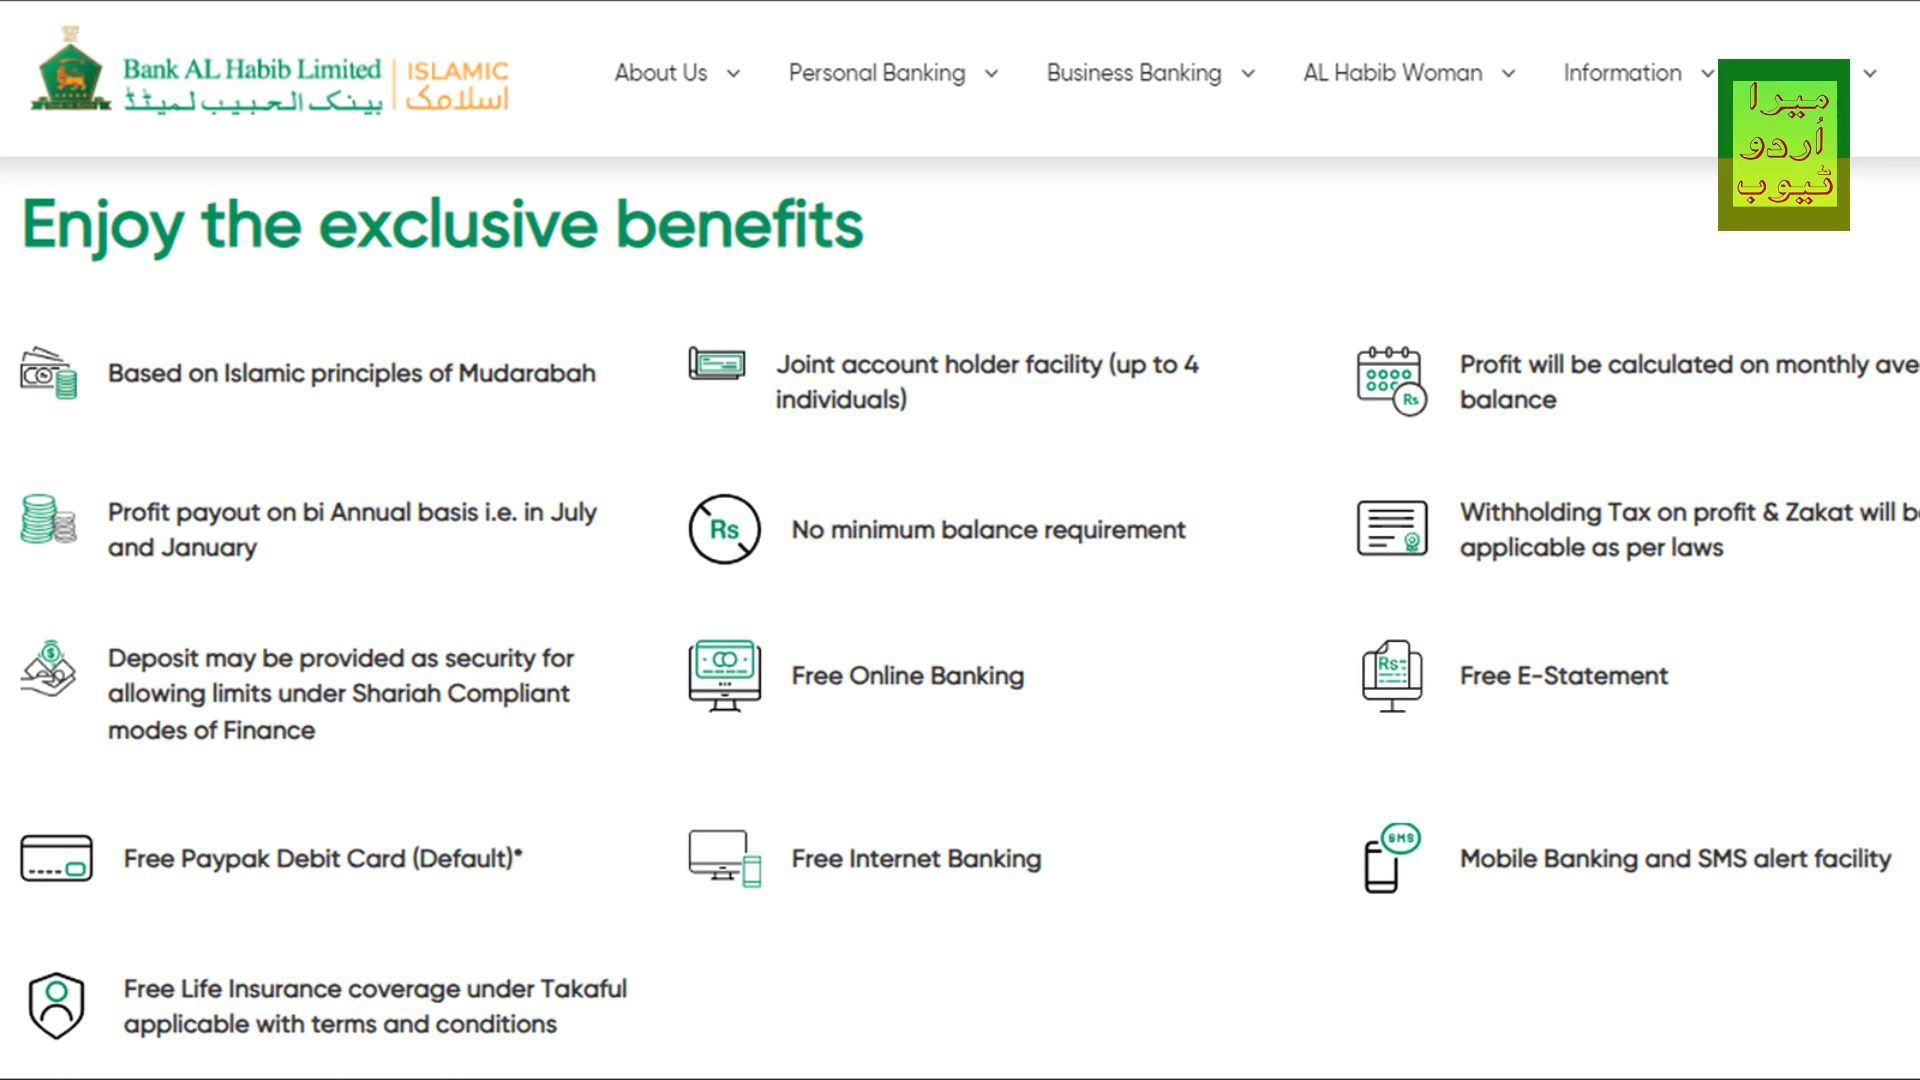 Bank AL Habib Limited
بینک الحبیب لمیٹڈ
ISLAMIC
اسلامک
About Us
Personal Banking
Business Banking
AL Habib Woman
Information
میرا
اُردو
ٹیوب
Enjoy the exclusive benefits
Based on Islamic principles of Mudarabah
Joint account holder facility (up to 4
individuals)
Profit will be calculated on monthly ave
balance
Profit payout on bi Annual basis i.e. in July
and January
No minimum balance requirement
Rs
Withholding Tax on profit & Zakat will be
applicable as per laws
Deposit may be provided as security for
allowing limits under Shariah Compliant
modes of Finance
Free Online Banking
Rs
Free E-Statement
Free Paypak Debit Card (Default)*
Free Internet Banking
SMS
Mobile Banking and SMS alert facility
Free Life Insurance coverage under Takaful
applicable with terms and conditions